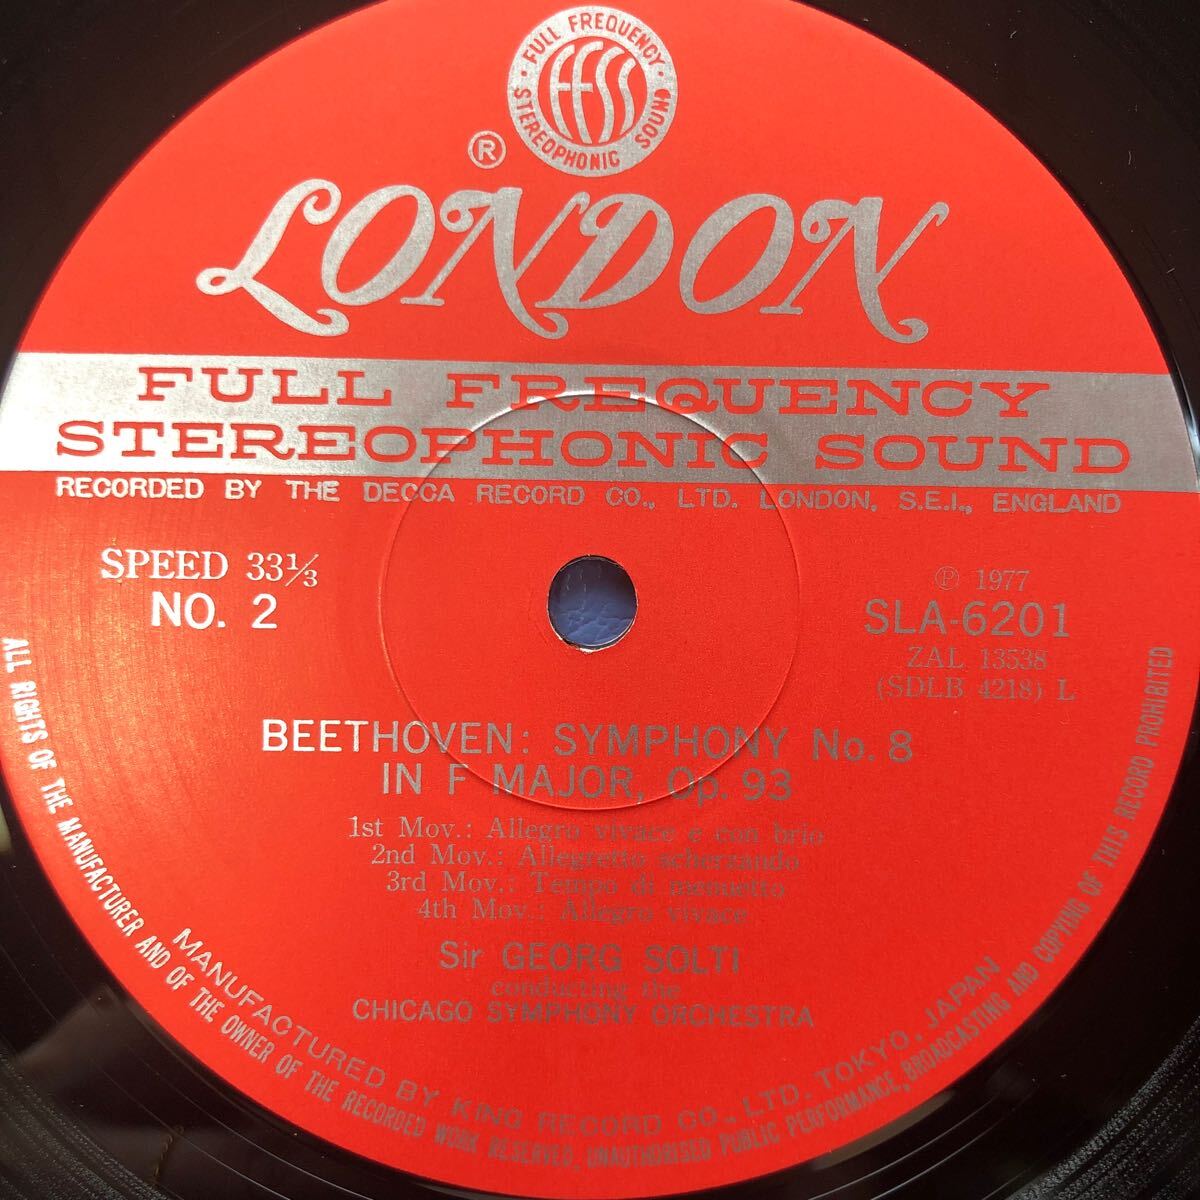 FULL FREQUENCY STEREOPHONIC SOUND
FFSS
®
LONDON
FULL FREQUENCY
STEREOPHONIC SOUND
RECORDED BY THE DECCA RECORD CO., LTD. LONDON, S.E.I., ENGLAND
SPEED 33⅓
NO. 2
℗ 1977
SLA-6201
ZAL 13538
(SDLB 4218) L
BEETHOVEN: SYMPHONY No. 8
IN F MAJOR, Op. 93
1st Mov.: Allegro vivace e con brio
2nd Mov.: Allegretto scherzando
3rd Mov.: Tempo di menuetto
4th Mov.: Allegro vivace
Sir GEORG SOLTI
conducting the
CHICAGO SYMPHONY ORCHESTRA
MANUFACTURED BY KING RECORD CO., LTD. TOKYO, JAPAN
ALL RIGHTS OF THE MANUFACTURER AND OF THE OWNER OF THE RECORDED WORK RESERVED, UNAUTHORISED PUBLIC PERFORMANCE, BROADCASTING AND COPYING OF THIS RECORD PROHIBITED